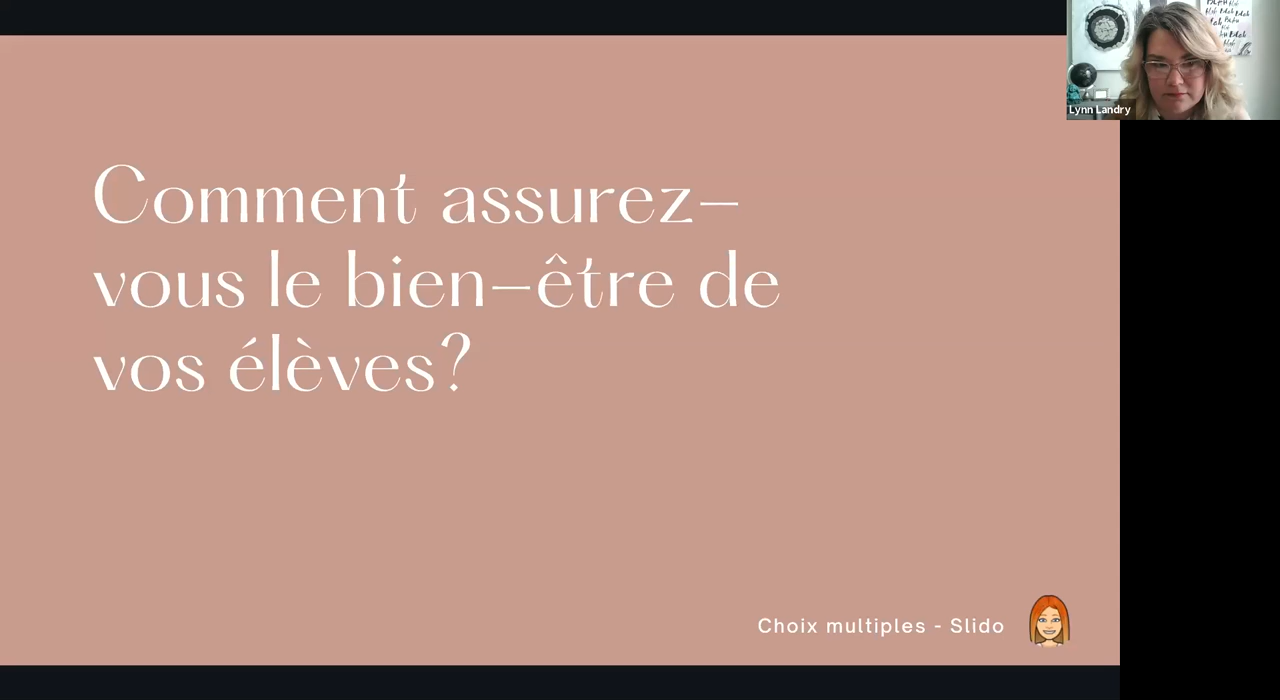 Lynn Landry
Comment assurez-
vous le bien-être de
vos élèves?
Choix multiples - Slido